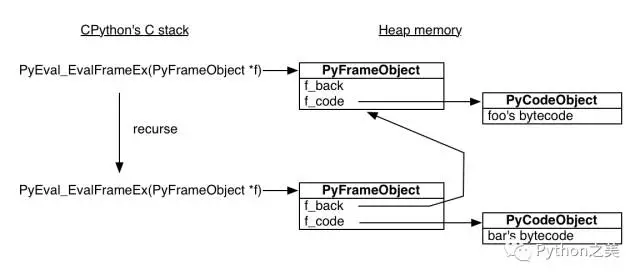 CPython's C stack
Heap memory
PyEval_EvalFrameEx(PyFrameObject *f)
PyFrameObject
f_back
f_code
PyCodeObject
foo's bytecode
recurse
PyEval_EvalFrameEx(PyFrameObject *f)
PyFrameObject
f_back
f_code
PyCodeObject
bar's bytecode
Python之美